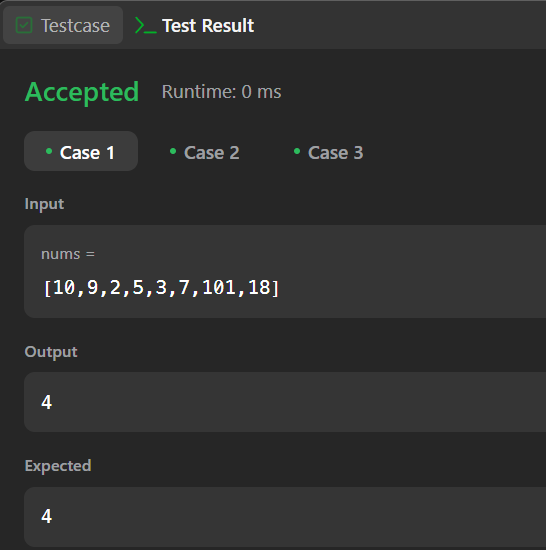 Testcase >_ Test Result
Accepted Runtime: 0 ms
• Case 1 • Case 2 • Case 3
Input
nums =
[10,9,2,5,3,7,101,18]
Output
4
Expected
4